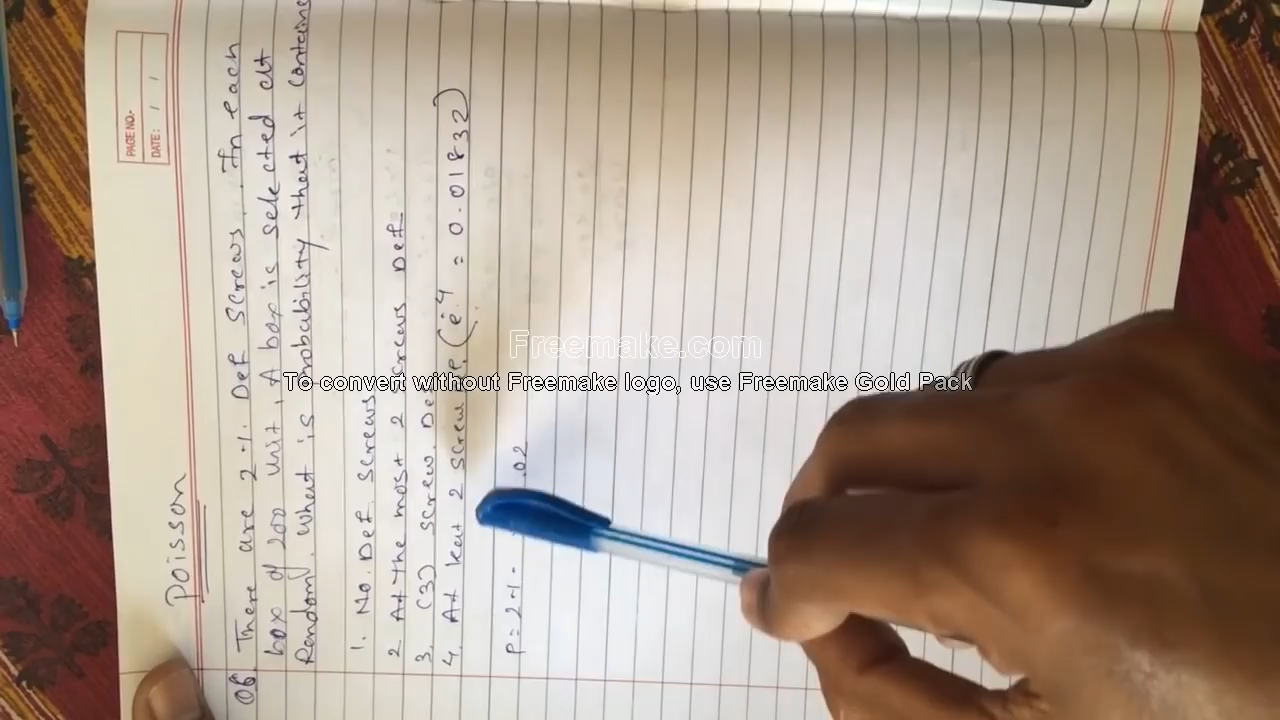 PAGE NO.-
DATE: / /
Poisson
06. There are 2%. Def screws. In each
box of 200 unit. A box is selected at
Random. What is probability that it contains
1. No. Def. screws
2. At the most 2 screws Def
3. (3) screw De
4. At leat 2 screw (e⁻⁴ = 0.01832)
P = 2%. .02
Freemake.com
To convert without Freemake logo, use Freemake Gold Pack